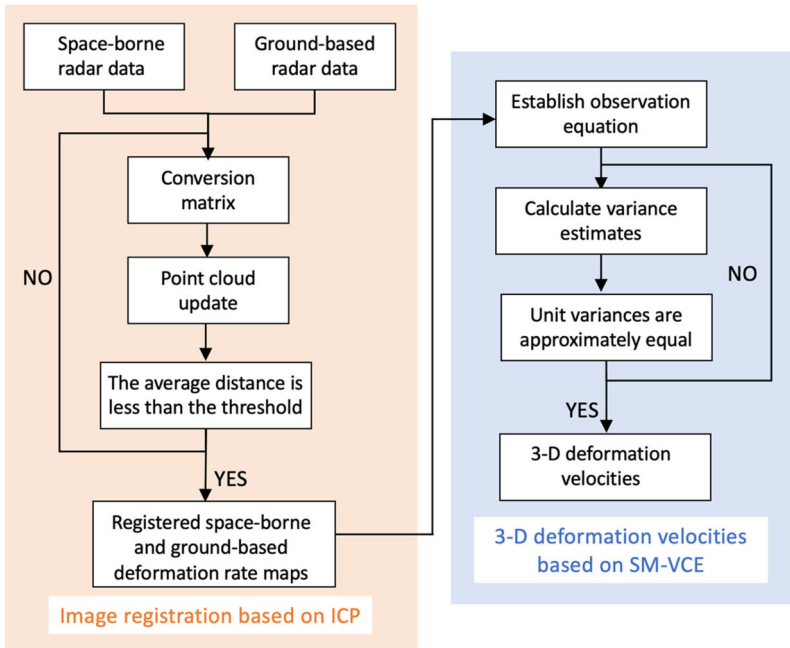 Space-borne
radar data
Ground-based
radar data
Conversion
matrix
Point cloud
update
NO
The average distance is
less than the threshold
YES
Registered space-borne
and ground-based
deformation rate maps
Image registration based on ICP
Establish observation
equation
Calculate variance
estimates
NO
Unit variances are
approximately equal
YES
3-D deformation
velocities
3-D deformation velocities
based on SM-VCE